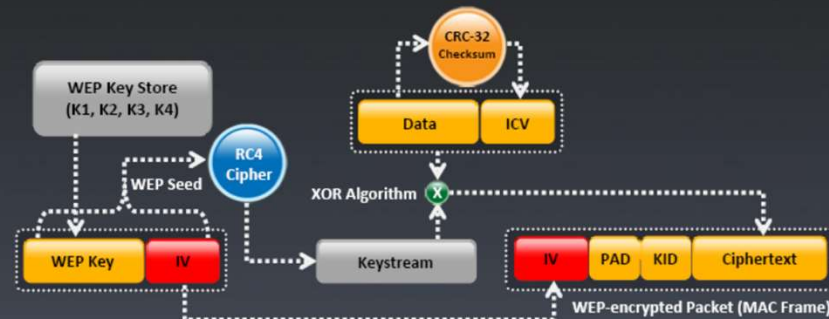 CRC-32
Checksum
WEP Key Store
(K1, K2, K3, K4)
Data
ICV
RC4
Cipher
WEP Seed
XOR Algorithm
X
WEP Key
IV
Keystream
IV
PAD
KID
Ciphertext
WEP-encrypted Packet (MAC Frame)